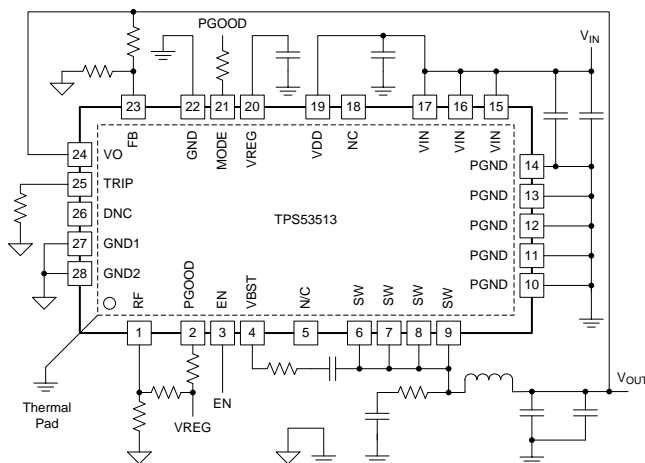 PGOOD
V_IN
23 22 21 20 19 18 17 16 15
FB GND MODE VREG VDD NC VIN VIN VIN
24 VO
25 TRIP
26 DNC
27 GND1
28 GND2
TPS53513
PGND 14
PGND 13
PGND 12
PGND 11
PGND 10
RF PGOOD EN VBST N/C SW SW SW SW
1 2 3 4 5 6 7 8 9
Thermal
Pad
VREG
EN
V_OUT